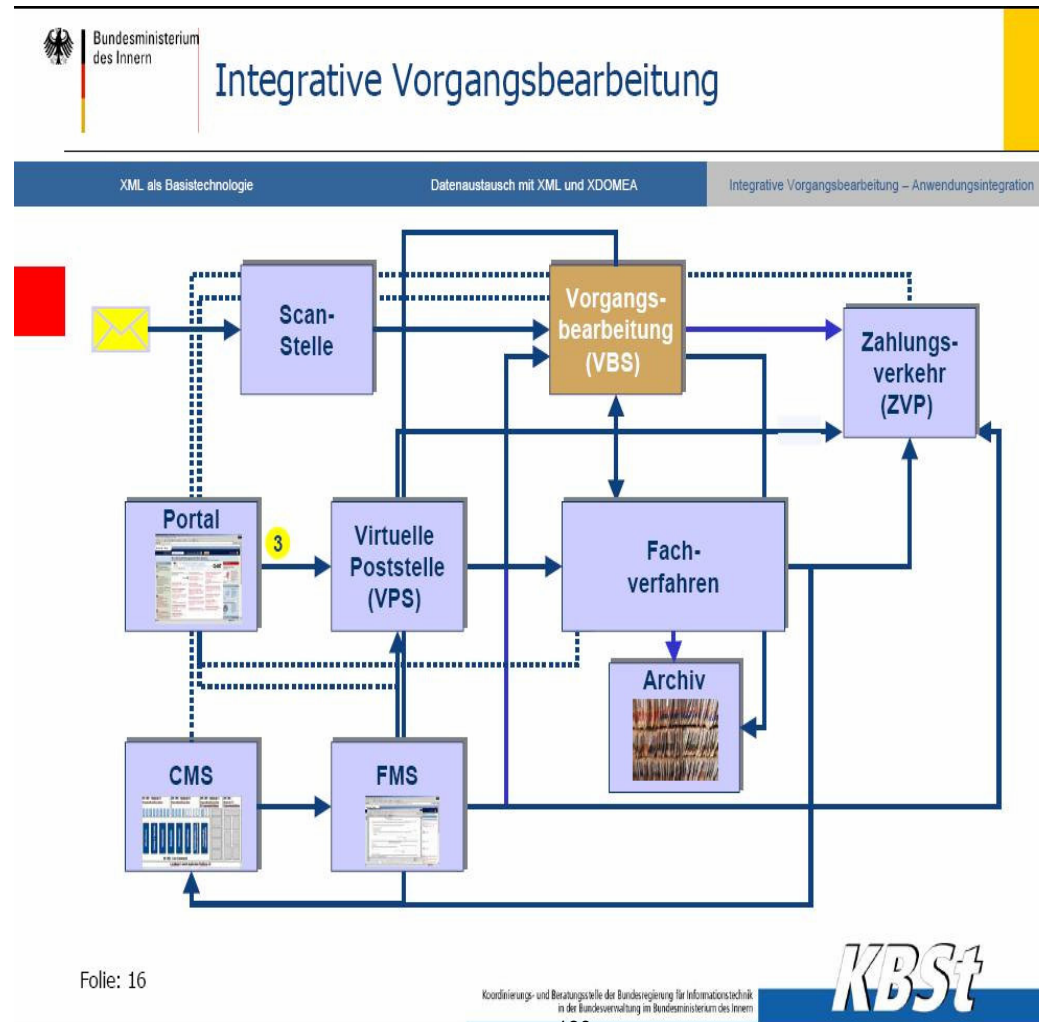 Bundesministerium
des Innern
Integrative Vorgangsbearbeitung
XML als Basistechnologie
Datenaustausch mit XML und XDOMEA
Integrative Vorgangsbearbeitung – Anwendungsintegration
Scan-
Stelle
Vorgangs-
bearbeitung
(VBS)
Zahlungs-
verkehr
(ZVP)
Portal
3
Virtuelle
Poststelle
(VPS)
Fach-
verfahren
Archiv
CMS
FMS
Folie: 16
Koordinierungs- und Beratungsstelle der Bundesregierung für Informationstechnik
in der Bundesverwaltung im Bundesministerium des Innern
KBSt